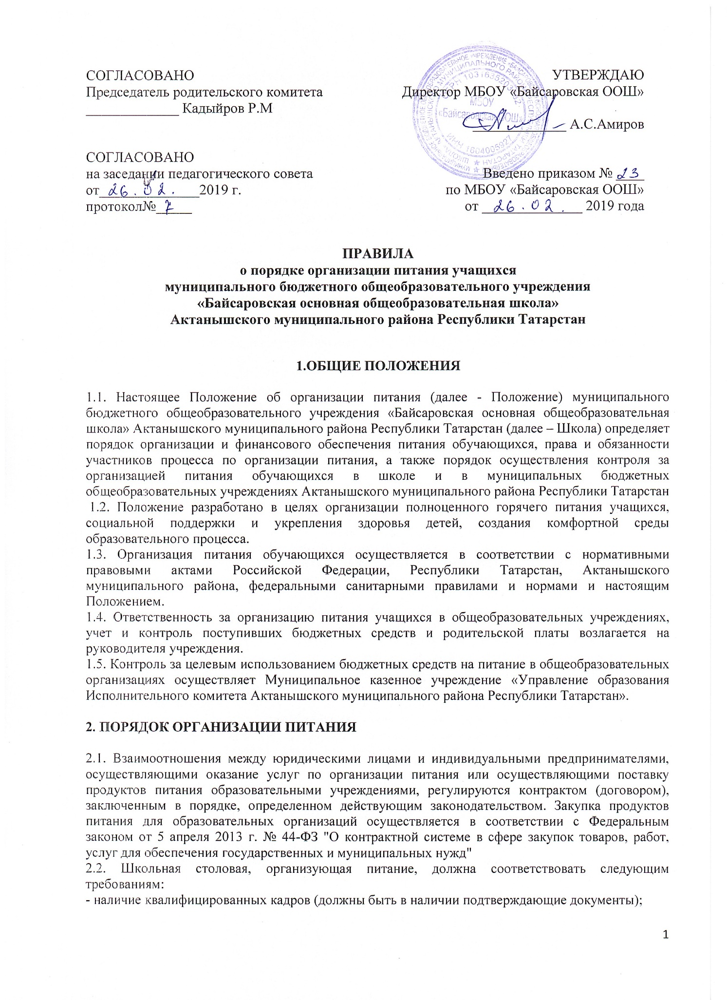 СОГЛАСОВАНО
Председатель родительского комитета
_____________ Кадыйров Р.М
УТВЕРЖДАЮ
Директор МБОУ «Байсаровская ООШ»
_____________ А.С.Амиров
МБОУ
«Байсаровская ООШ»
ИНН 1604005927
СОГЛАСОВАНО
на заседании педагогического совета
от 26.02. 2019 г.
протокол№ 7
Введено приказом № 23
по МБОУ «Байсаровская ООШ»
от 26.02. 2019 года
ПРАВИЛА
о порядке организации питания учащихся
муниципального бюджетного общеобразовательного учреждения
«Байсаровская основная общеобразовательная школа»
Актанышского муниципального района Республики Татарстан
1.ОБЩИЕ ПОЛОЖЕНИЯ
1.1. Настоящее Положение об организации питания (далее - Положение) муниципального
бюджетного общеобразовательного учреждения «Байсаровская основная общеобразовательная
школа» Актанышского муниципального района Республики Татарстан (далее – Школа) определяет
порядок организации и финансового обеспечения питания обучающихся, права и обязанности
участников процесса по организации питания, а также порядок осуществления контроля за
организацией питания обучающихся в школе и в муниципальных бюджетных
общеобразовательных учреждениях Актанышского муниципального района Республики Татарстан
1.2. Положение разработано в целях организации полноценного горячего питания учащихся,
социальной поддержки и укрепления здоровья детей, создания комфортной среды
образовательного процесса.
1.3. Организация питания обучающихся осуществляется в соответствии с нормативными
правовыми актами Российской Федерации, Республики Татарстан, Актанышского
муниципального района, федеральными санитарными правилами и нормами и настоящим
Положением.
1.4. Ответственность за организацию питания учащихся в общеобразовательных учреждениях,
учет и контроль поступивших бюджетных средств и родительской платы возлагается на
руководителя учреждения.
1.5. Контроль за целевым использованием бюджетных средств на питание в общеобразовательных
организациях осуществляет Муниципальное казенное учреждение «Управление образования
Исполнительного комитета Актанышского муниципального района Республики Татарстан».
2. ПОРЯДОК ОРГАНИЗАЦИИ ПИТАНИЯ
2.1. Взаимоотношения между юридическими лицами и индивидуальными предпринимателями,
осуществляющими оказание услуг по организации питания или осуществляющими поставку
продуктов питания образовательными учреждениями, регулируются контрактом (договором),
заключенным в порядке, определенном действующим законодательством. Закупка продуктов
питания для образовательных организаций осуществляется в соответствии с Федеральным
законом от 5 апреля 2013 г. № 44-ФЗ "О контрактной системе в сфере закупок товаров, работ,
услуг для обеспечения государственных и муниципальных нужд"
2.2. Школьная столовая, организующая питание, должна соответствовать следующим
требованиям:
- наличие квалифицированных кадров (должны быть в наличии подтверждающие документы);
1